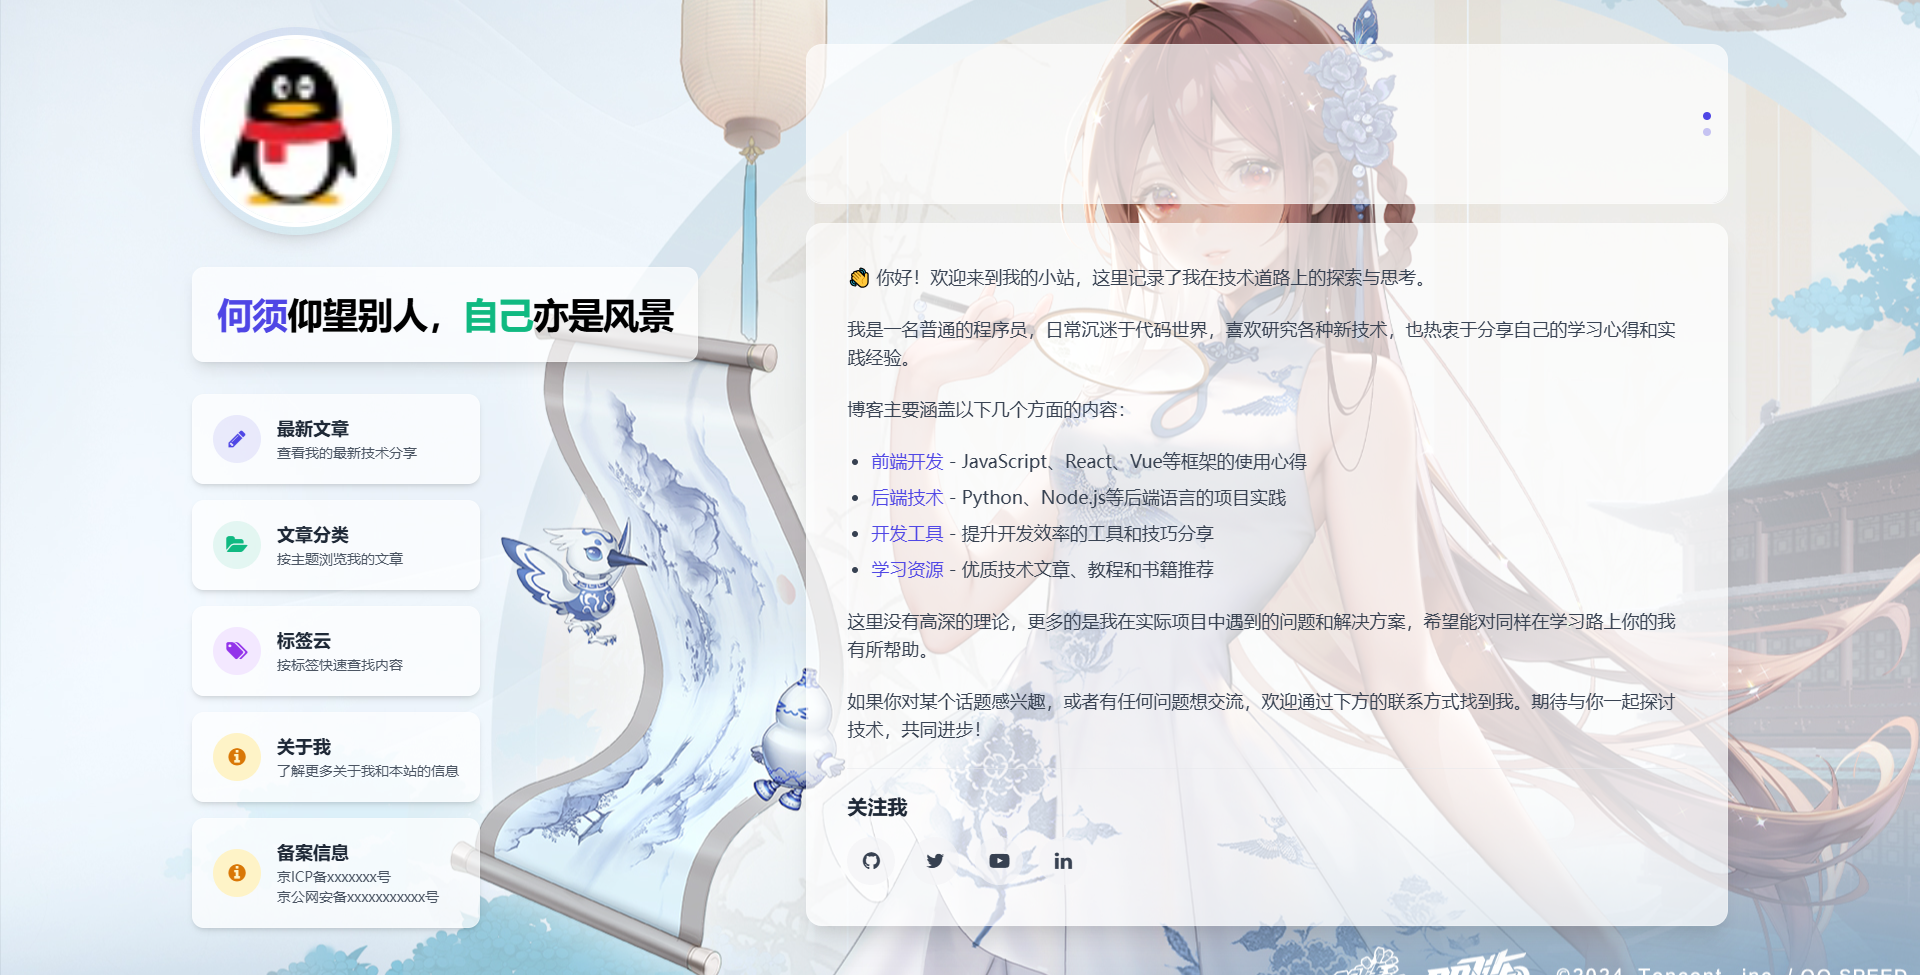 何须仰望别人，自己亦是风景
最新文章
查看我的最新技术分享
文章分类
按主题浏览我的文章
标签云
按标签快速查找内容
关于我
了解更多关于我和本站的信息
备案信息
京ICP备xxxxxxx号
京公网安备xxxxxxxxxxx号
👏 你好！欢迎来到我的小站，这里记录了我在技术道路上的探索与思考。
我是一名普通的程序员，日常沉迷于代码世界，喜欢研究各种新技术，也热衷于分享自己的学习心得和实
践经验。
博客主要涵盖以下几个方面的内容：
• 前端开发 - JavaScript、React、Vue等框架的使用心得
• 后端技术 - Python、Node.js等后端语言的项目实践
• 开发工具 - 提升开发效率的工具和技巧分享
• 学习资源 - 优质技术文章、教程和书籍推荐
这里没有高深的理论，更多的是我在实际项目中遇到的问题和解决方案，希望能对同样在学习路上你的我
有所帮助。
如果你对某个话题感兴趣，或者有任何问题想交流，欢迎通过下方的联系方式找到我。期待与你一起探讨
技术，共同进步！
关注我
©2024 Tencent, inc. / QQ SPEED